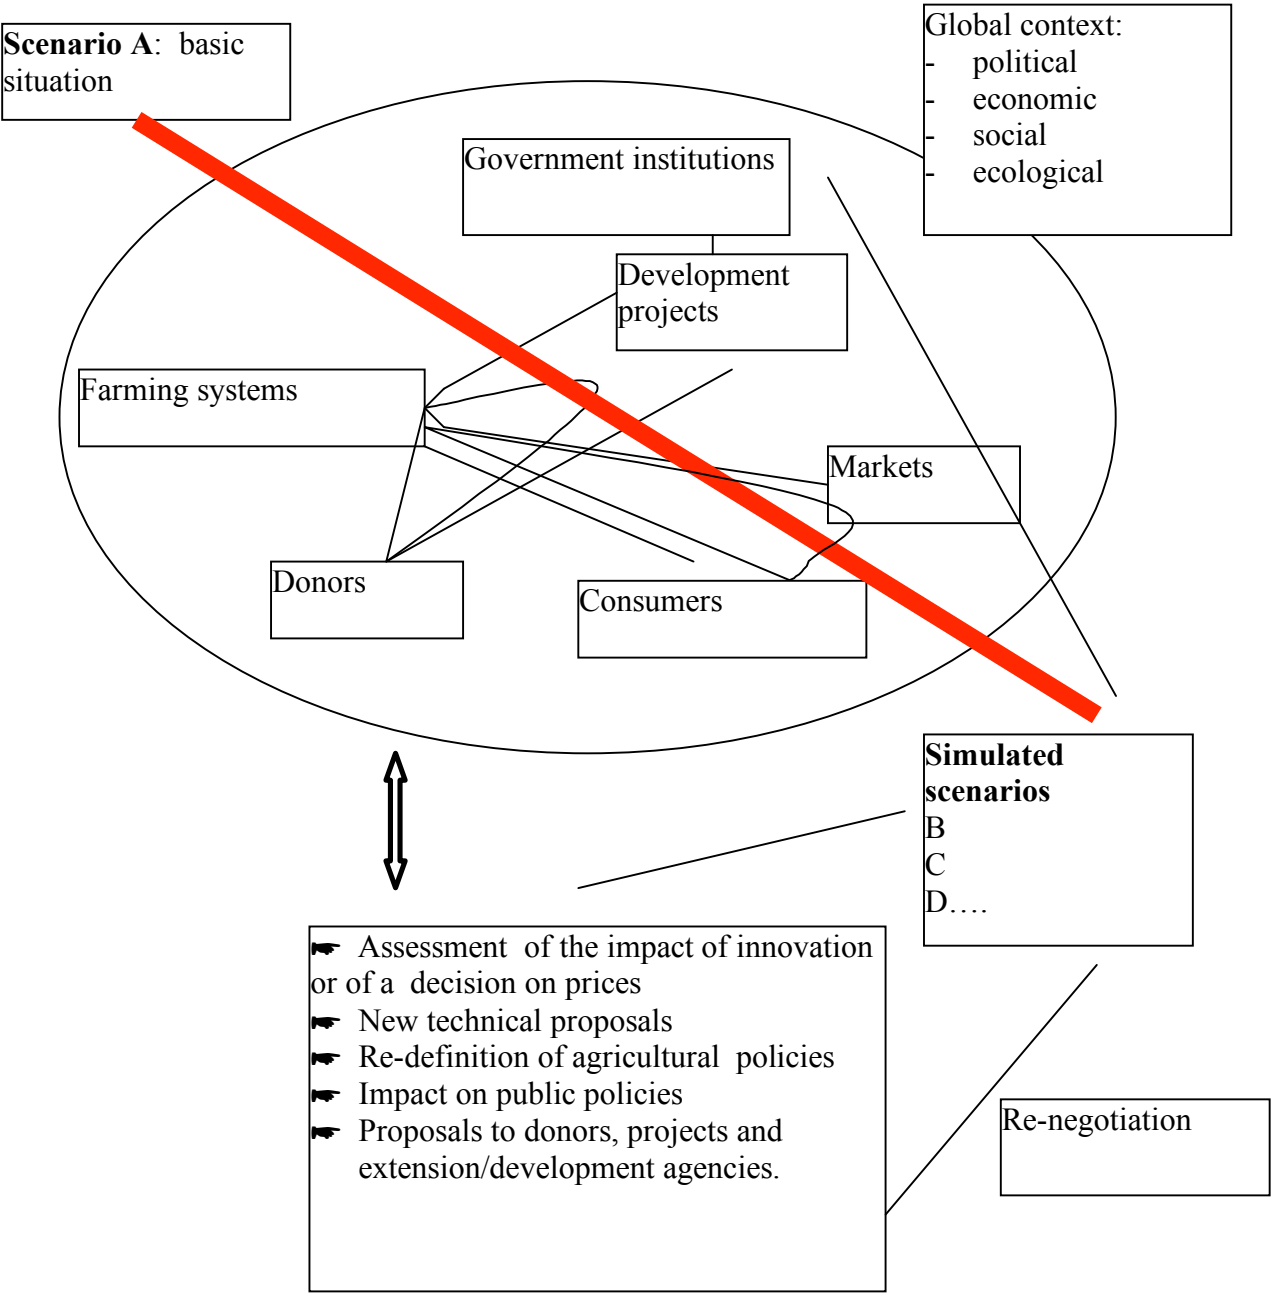 Scenario A:  basic
situation
Global context:
- political
- economic
- social
- ecological
Government institutions
Development
projects
Farming systems
Markets
Donors
Consumers
Simulated
scenarios
B
C
D….
☛ Assessment  of the impact of innovation
or of a  decision on prices
☛ New technical proposals
☛ Re-definition of agricultural  policies
☛ Impact on public policies
☛ Proposals to donors, projects and
extension/development agencies.
Re-negotiation